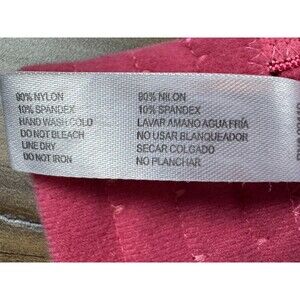 90% NYLON
10% SPANDEX
HAND WASH COLD
DO NOT BLEACH
LINE DRY
DO NOT IRON
90% NILON
10% SPANDEX
LAVAR AMANO AGUA FRÍA
NO USAR BLANQUEADOR
SECAR COLGADO
NO PLANCHAR